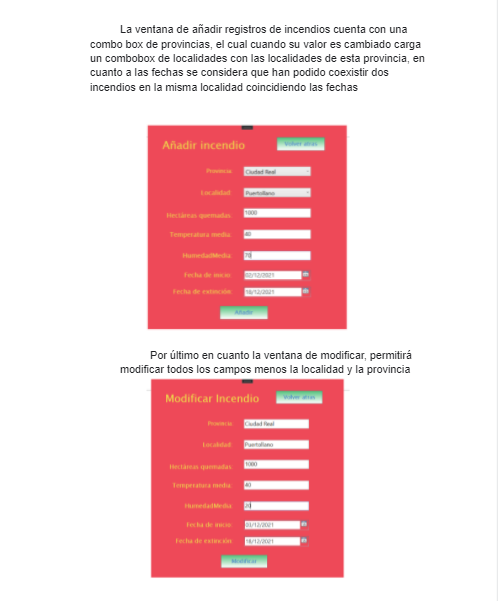 La ventana de añadir registros de incendios cuenta con una
combo box de provincias, el cual cuando su valor es cambiado carga
un combobox de localidades con las localidades de esta provincia, en
cuanto a las fechas se considera que han podido coexistir dos
incendios en la misma localidad coincidiendo las fechas
Añadir incendio
Volver atras
Provincia:
Ciudad Real
Localidad:
Puertollano
Hectáreas quemadas:
1000
Temperatura media:
40
HumedadMedia:
70
Fecha de inicio:
02/12/2021
Fecha de extinción:
16/12/2021
Añadir
Por último en cuanto la ventana de modificar, permitirá
modificar todos los campos menos la localidad y la provincia
Modificar Incendio
Volver atras
Provincia:
Ciudad Real
Localidad:
Puertollano
Hectáreas quemadas:
1000
Temperatura media:
40
HumedadMedia:
20
Fecha de inicio:
03/12/2021
Fecha de extinción:
18/12/2021
Modificar